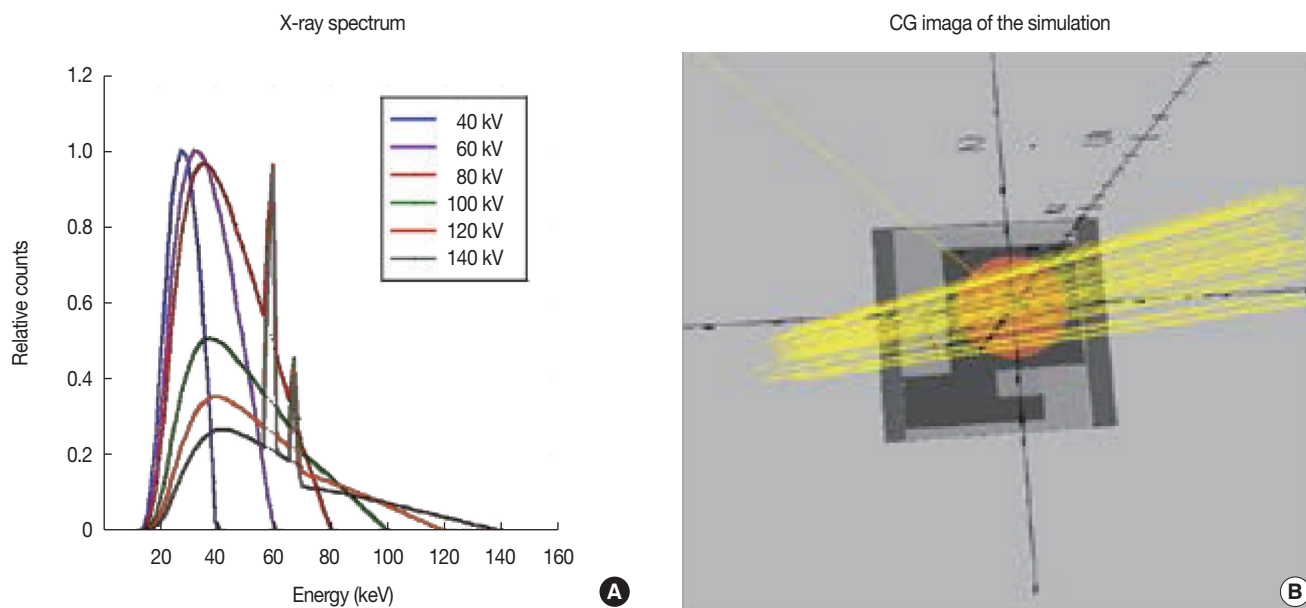 X-ray spectrum
1.2
1.0
0.8
0.6
0.4
0.2
0
Relative counts
40 kV
60 kV
80 kV
100 kV
120 kV
140 kV
20 40 60 80 100 120 140 160
Energy (keV)
A
CG imaga of the simulation
B